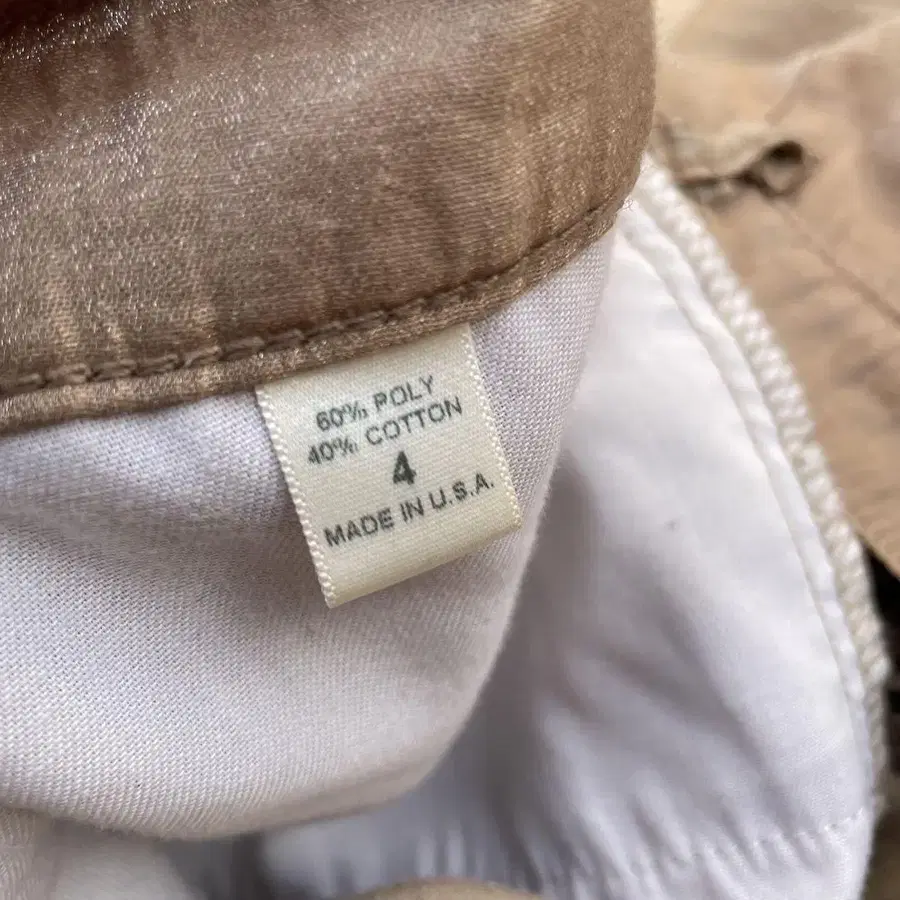 60% POLY
40% COTTON
4
MADE IN U.S.A.